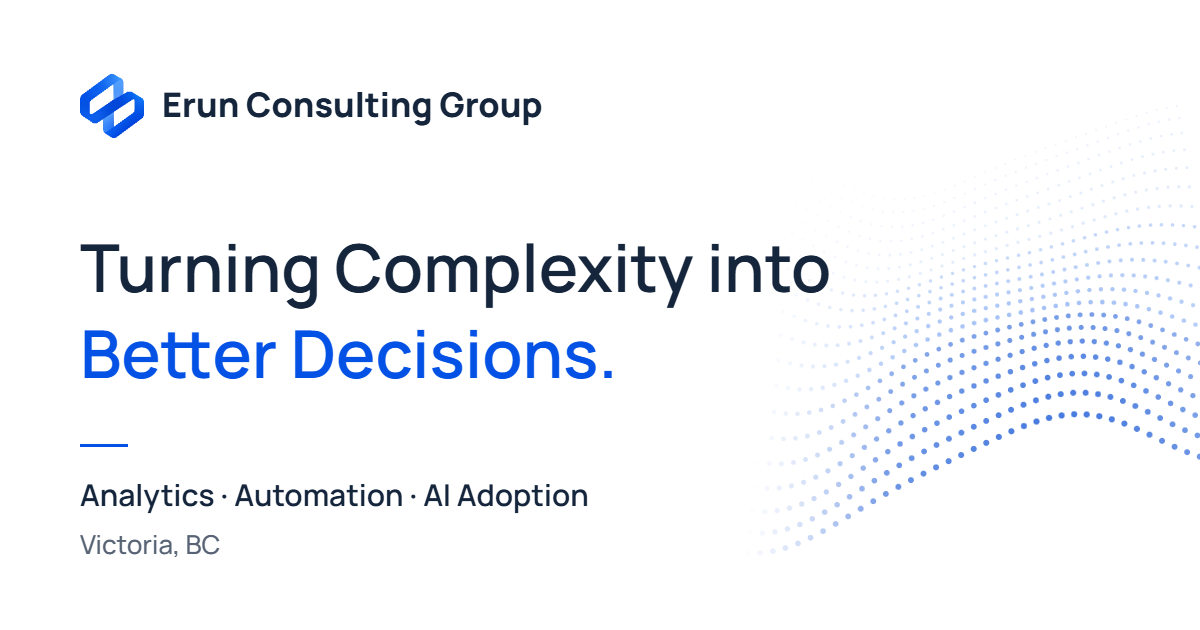 Erun Consulting Group
Turning Complexity into
Better Decisions.
Analytics · Automation · AI Adoption
Victoria, BC